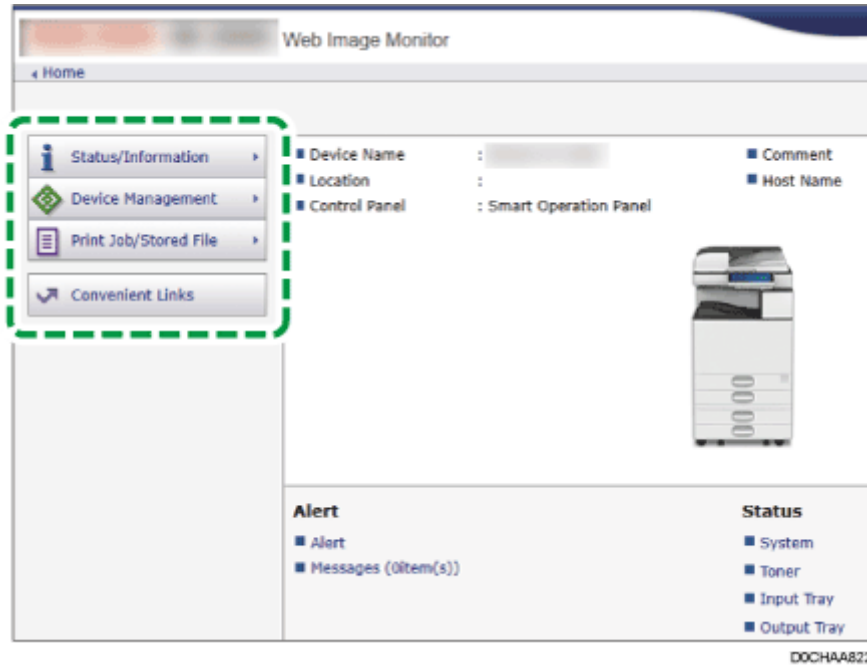 Web Image Monitor
Home
Status/Information
Device Management
Print Job/Stored File
Convenient Links
Device Name :
Location :
Control Panel : Smart Operation Panel
Comment
Host Name
Alert
Alert
Messages (0item(s))
Status
System
Toner
Input Tray
Output Tray